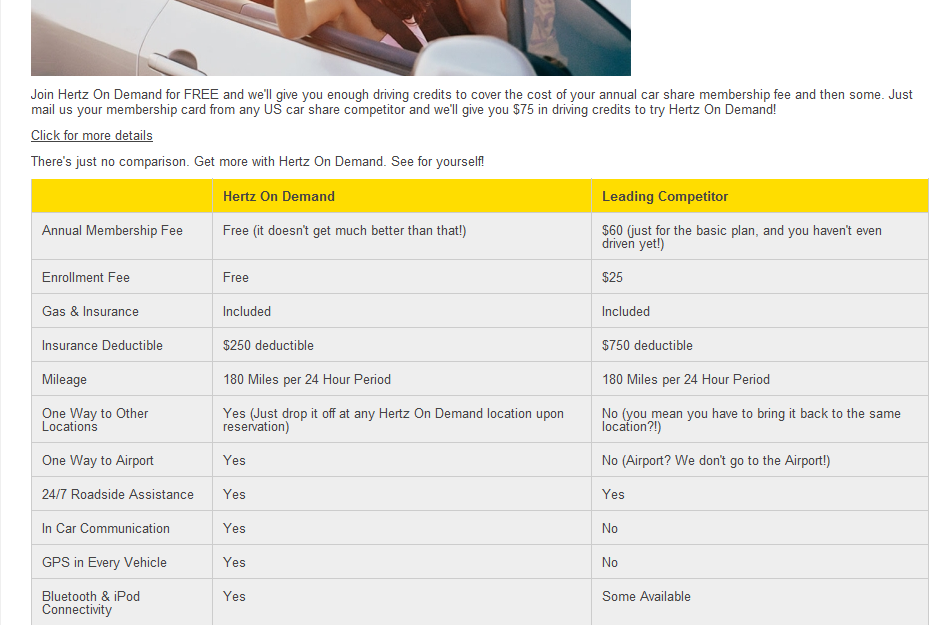 Join Hertz On Demand for FREE and we'll give you enough driving credits to cover the cost of your annual car share membership fee and then some. Just
mail us your membership card from any US car share competitor and we'll give you $75 in driving credits to try Hertz On Demand!
Click for more details
There's just no comparison. Get more with Hertz On Demand. See for yourself!
Hertz On Demand Leading Competitor
Annual Membership Fee Free (it doesn't get much better than that!) $60 (just for the basic plan, and you haven't even
driven yet!)
Enrollment Fee Free $25
Gas & Insurance Included Included
Insurance Deductible $250 deductible $750 deductible
Mileage 180 Miles per 24 Hour Period 180 Miles per 24 Hour Period
One Way to Other Yes (Just drop it off at any Hertz On Demand location upon No (you mean you have to bring it back to the same
Locations reservation) location?!)
One Way to Airport Yes No (Airport? We don't go to the Airport!)
24/7 Roadside Assistance Yes Yes
In Car Communication Yes No
GPS in Every Vehicle Yes No
Bluetooth & iPod Yes Some Available
Connectivity